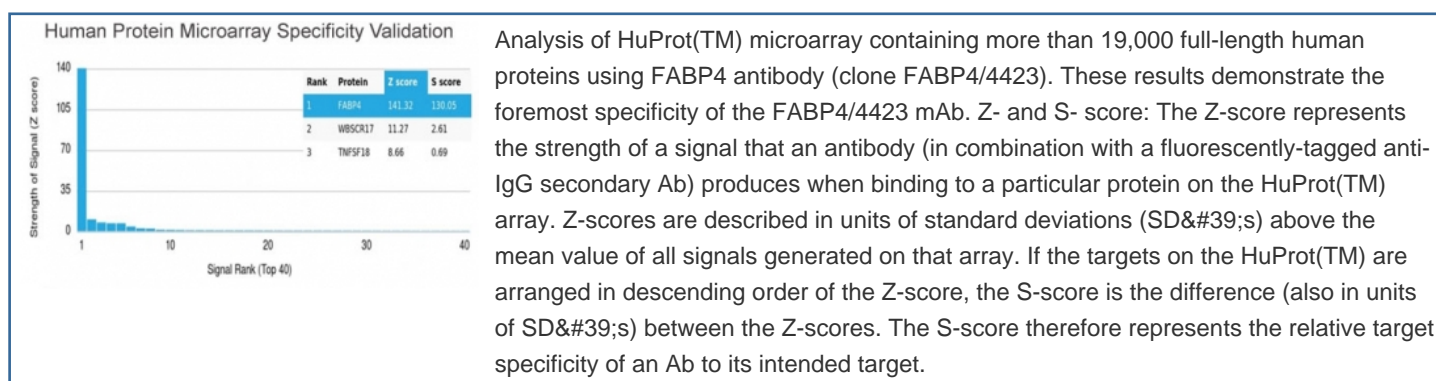 Human Protein Microarray Specificity Validation
Strength of Signal (Z score)
140
105
70
35
0
1 10 20 30 40
Signal Rank (Top 40)
Rank Protein Z score S score
1 FABP4 141.32 130.05
2 WBSCR17 11.27 2.61
3 TNFSF18 8.66 0.69
Analysis of HuProt(TM) microarray containing more than 19,000 full-length human
proteins using FABP4 antibody (clone FABP4/4423). These results demonstrate the
foremost specificity of the FABP4/4423 mAb. Z- and S- score: The Z-score represents
the strength of a signal that an antibody (in combination with a fluorescently-tagged anti-
IgG secondary Ab) produces when binding to a particular protein on the HuProt(TM)
array. Z-scores are described in units of standard deviations (SD&#39;s) above the
mean value of all signals generated on that array. If the targets on the HuProt(TM) are
arranged in descending order of the Z-score, the S-score is the difference (also in units
of SD&#39;s) between the Z-scores. The S-score therefore represents the relative target
specificity of an Ab to its intended target.